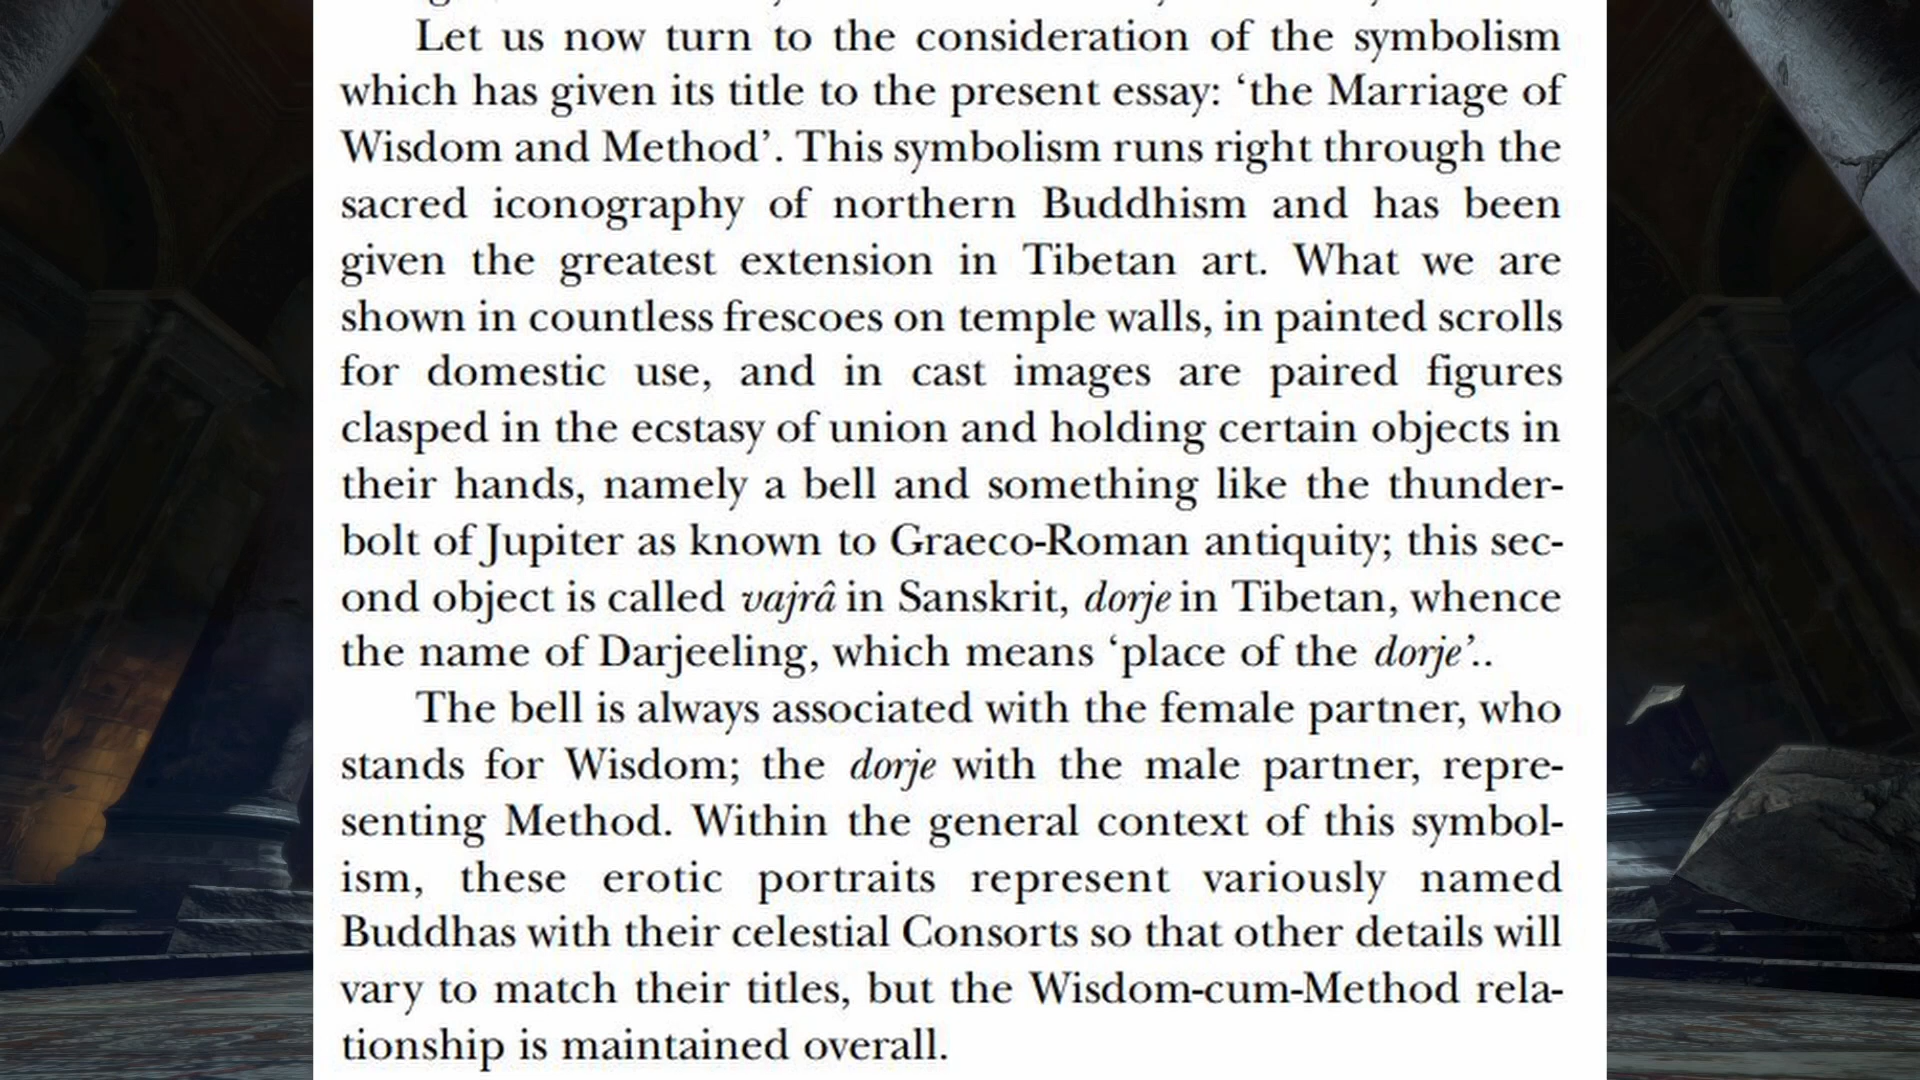 Let us now turn to the consideration of the symbolism
which has given its title to the present essay: ‘the Marriage of
Wisdom and Method’. This symbolism runs right through the
sacred iconography of northern Buddhism and has been
given the greatest extension in Tibetan art. What we are
shown in countless frescoes on temple walls, in painted scrolls
for domestic use, and in cast images are paired figures
clasped in the ecstasy of union and holding certain objects in
their hands, namely a bell and something like the thunder-
bolt of Jupiter as known to Graeco-Roman antiquity; this sec-
ond object is called vajrâ in Sanskrit, dorje in Tibetan, whence
the name of Darjeeling, which means ‘place of the dorje’..
The bell is always associated with the female partner, who
stands for Wisdom; the dorje with the male partner, repre-
senting Method. Within the general context of this symbol-
ism, these erotic portraits represent variously named
Buddhas with their celestial Consorts so that other details will
vary to match their titles, but the Wisdom-cum-Method rela-
tionship is maintained overall.